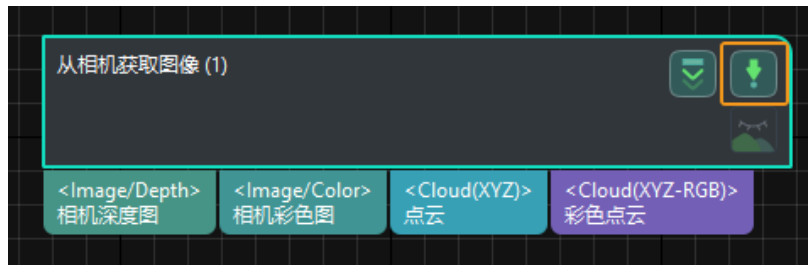 从相机获取图像 (1)
<Image/Depth> <Image/Color> <Cloud(XYZ)> <Cloud(XYZ-RGB)>
相机深度图 相机彩色图 点云 彩色点云